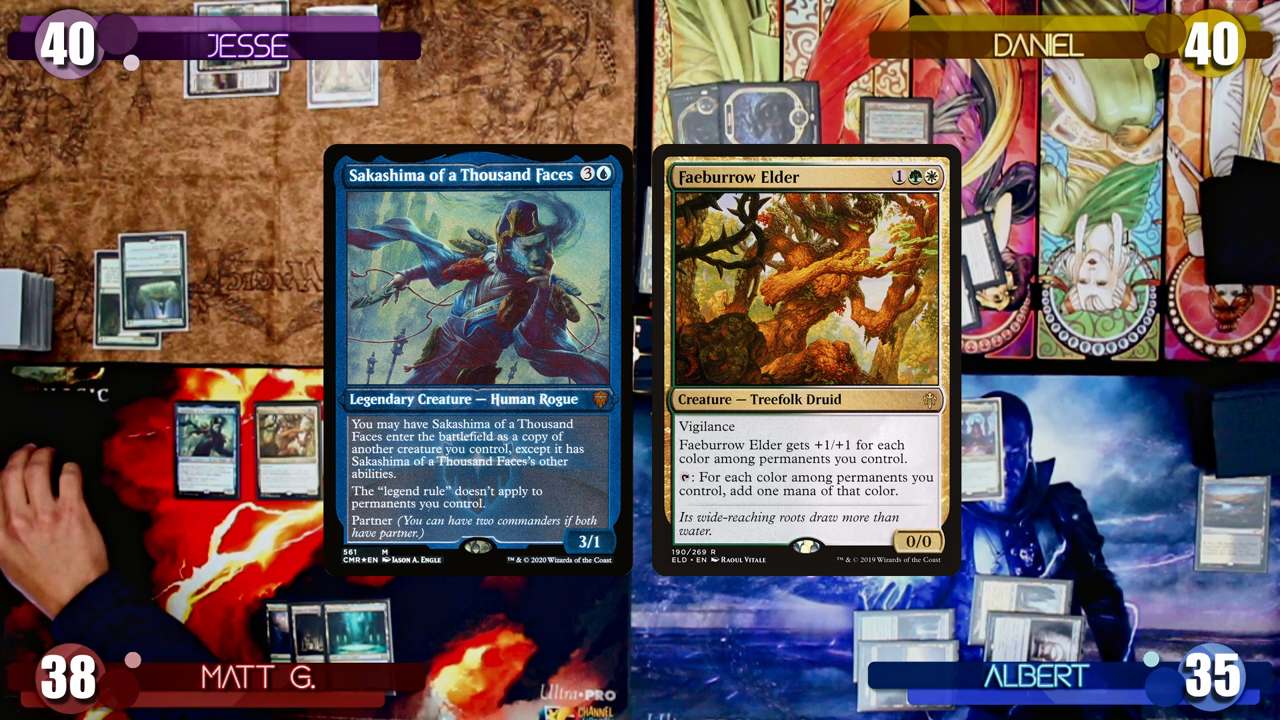 40
JESSE
DANIEL
40
Sakashima of a Thousand Faces 3
Legendary Creature — Human Rogue
You may have Sakashima of a Thousand
Faces enter the battlefield as a copy of
another creature you control, except it has
Sakashima of a Thousand Faces's other
abilities.
The "legend rule" doesn't apply to
permanents you control.
Partner (You can have two commanders if both
have partner.)
3/1
561 M
CMR★EN Jason A. Engle
™ & © 2020 Wizards of the Coast
Faeburrow Elder 1
Creature — Treefolk Druid
Vigilance
Faeburrow Elder gets +1/+1 for each
color among permanents you control.
: For each color among permanents you
control, add one mana of that color.
Its wide-reaching roots draw more than
water.
0/0
190/269 R
ELD • EN Raoul Vitale
™ & © 2019 Wizards of the Coast
38
MATT G.
Ultra•PRO
CHANNEL
ALBERT
35